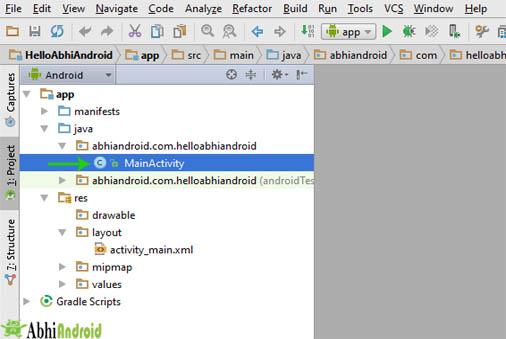 File Edit View Navigate Code Analyze Refactor Build Run Tools VCS Window Help
app
HelloAbhiAndroid app src main java abhiandroid com helloabh
Android
app
manifests
java
abhiandroid.com.helloabhiandroid
C MainActivity
abhiandroid.com.helloabhiandroid (androidTes
res
drawable
layout
activity_main.xml
mipmap
values
Gradle Scripts
Captures
1: Project
7: Structure
AbhiAndroid